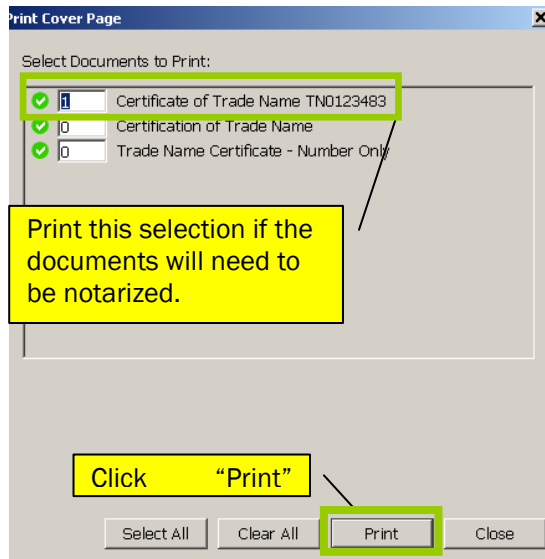 Print Cover Page
Select Documents to Print:
1 Certificate of Trade Name TN0123483
0 Certification of Trade Name
0 Trade Name Certificate - Number Only
Print this selection if the
documents will need to
be notarized.
Click “Print”
Select All Clear All Print Close